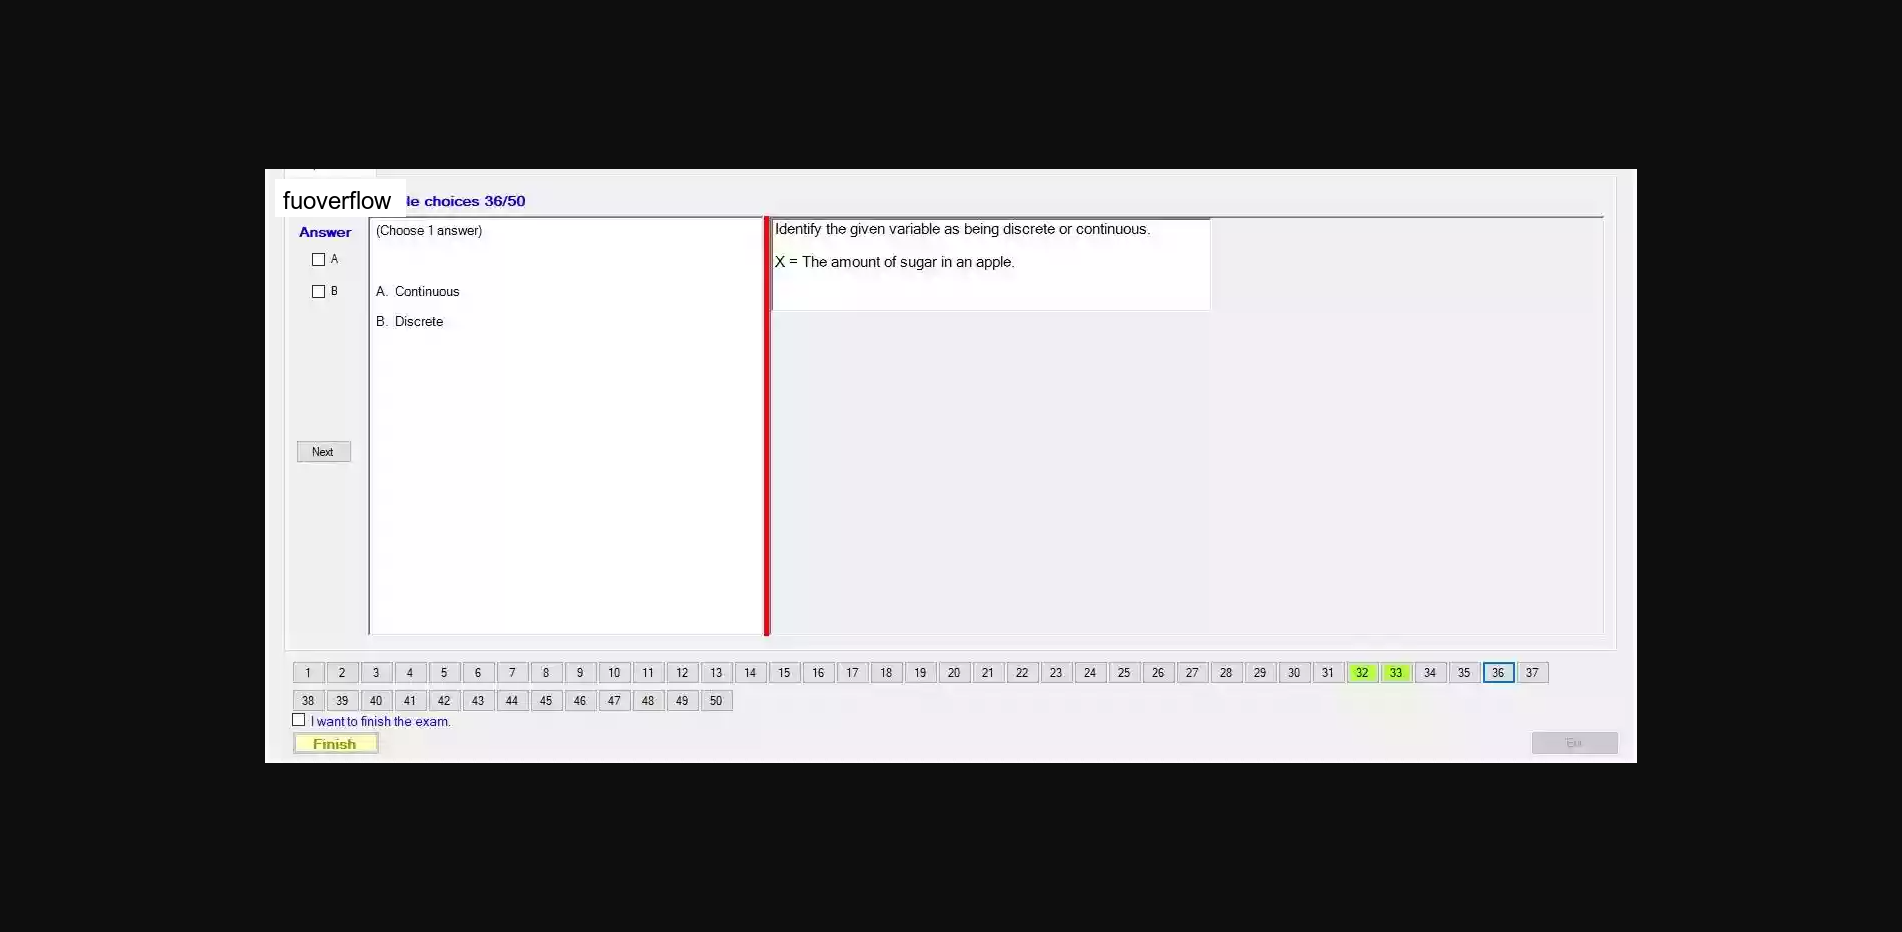 fuoverflow
le choices 36/50
Answer
(Choose 1 answer)
A
B
A. Continuous
B. Discrete
Next
Identify the given variable as being discrete or continuous.
X = The amount of sugar in an apple.
1 2 3 4 5 6 7 8 9 10 11 12 13 14 15 16 17 18 19 20 21 22 23 24 25 26 27 28 29 30 31 32 33 34 35 36 37
38 39 40 41 42 43 44 45 46 47 48 49 50
I want to finish the exam.
Finish